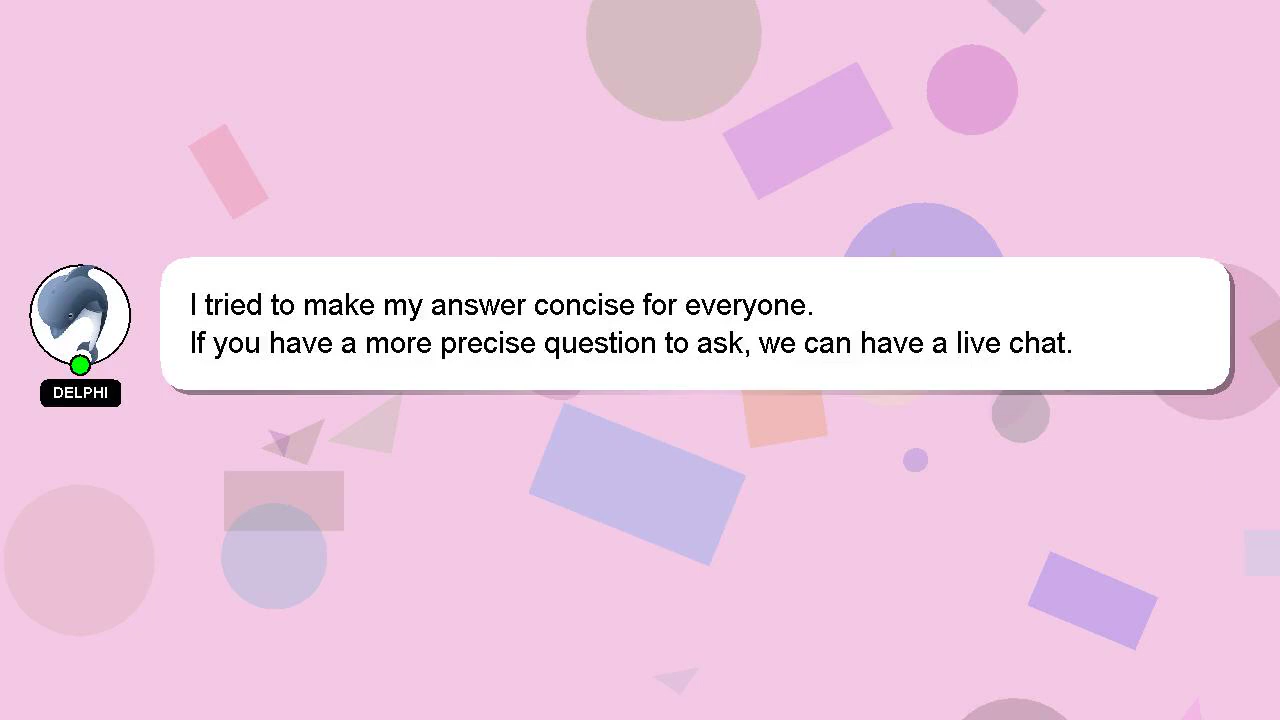 I tried to make my answer concise for everyone.
If you have a more precise question to ask, we can have a live chat.
DELPHI